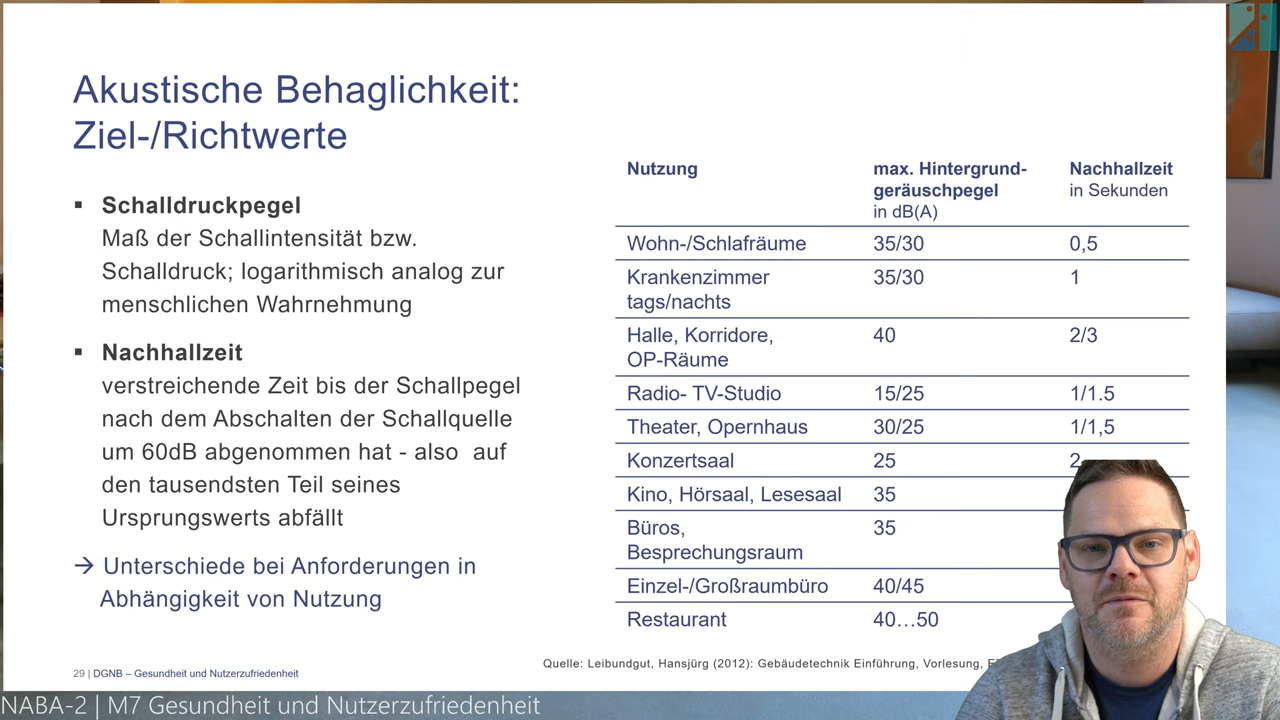 Akustische Behaglichkeit:
Ziel-/Richtwerte
▪ Schalldruckpegel
Maß der Schallintensität bzw.
Schalldruck; logarithmisch analog zur
menschlichen Wahrnehmung
▪ Nachhallzeit
verstreichende Zeit bis der Schallpegel
nach dem Abschalten der Schallquelle
um 60dB abgenommen hat - also auf
den tausendsten Teil seines
Ursprungswerts abfällt
→ Unterschiede bei Anforderungen in
Abhängigkeit von Nutzung
Nutzung max. Hintergrund- Nachhallzeit
geräuschpegel in Sekunden
in dB(A)
Wohn-/Schlafräume 35/30 0,5
Krankenzimmer 35/30 1
tags/nachts
Halle, Korridore, 40 2/3
OP-Räume
Radio- TV-Studio 15/25 1/1.5
Theater, Opernhaus 30/25 1/1,5
Konzertsaal 25 2
Kino, Hörsaal, Lesesaal 35
Büros, 35
Besprechungsraum
Einzel-/Großraumbüro 40/45
Restaurant 40…50
Quelle: Leibundgut, Hansjürg (2012): Gebäudetechnik Einführung, Vorlesung,
29 | DGNB – Gesundheit und Nutzerzufriedenheit
NABA-2 | M7 Gesundheit und Nutzerzufriedenheit